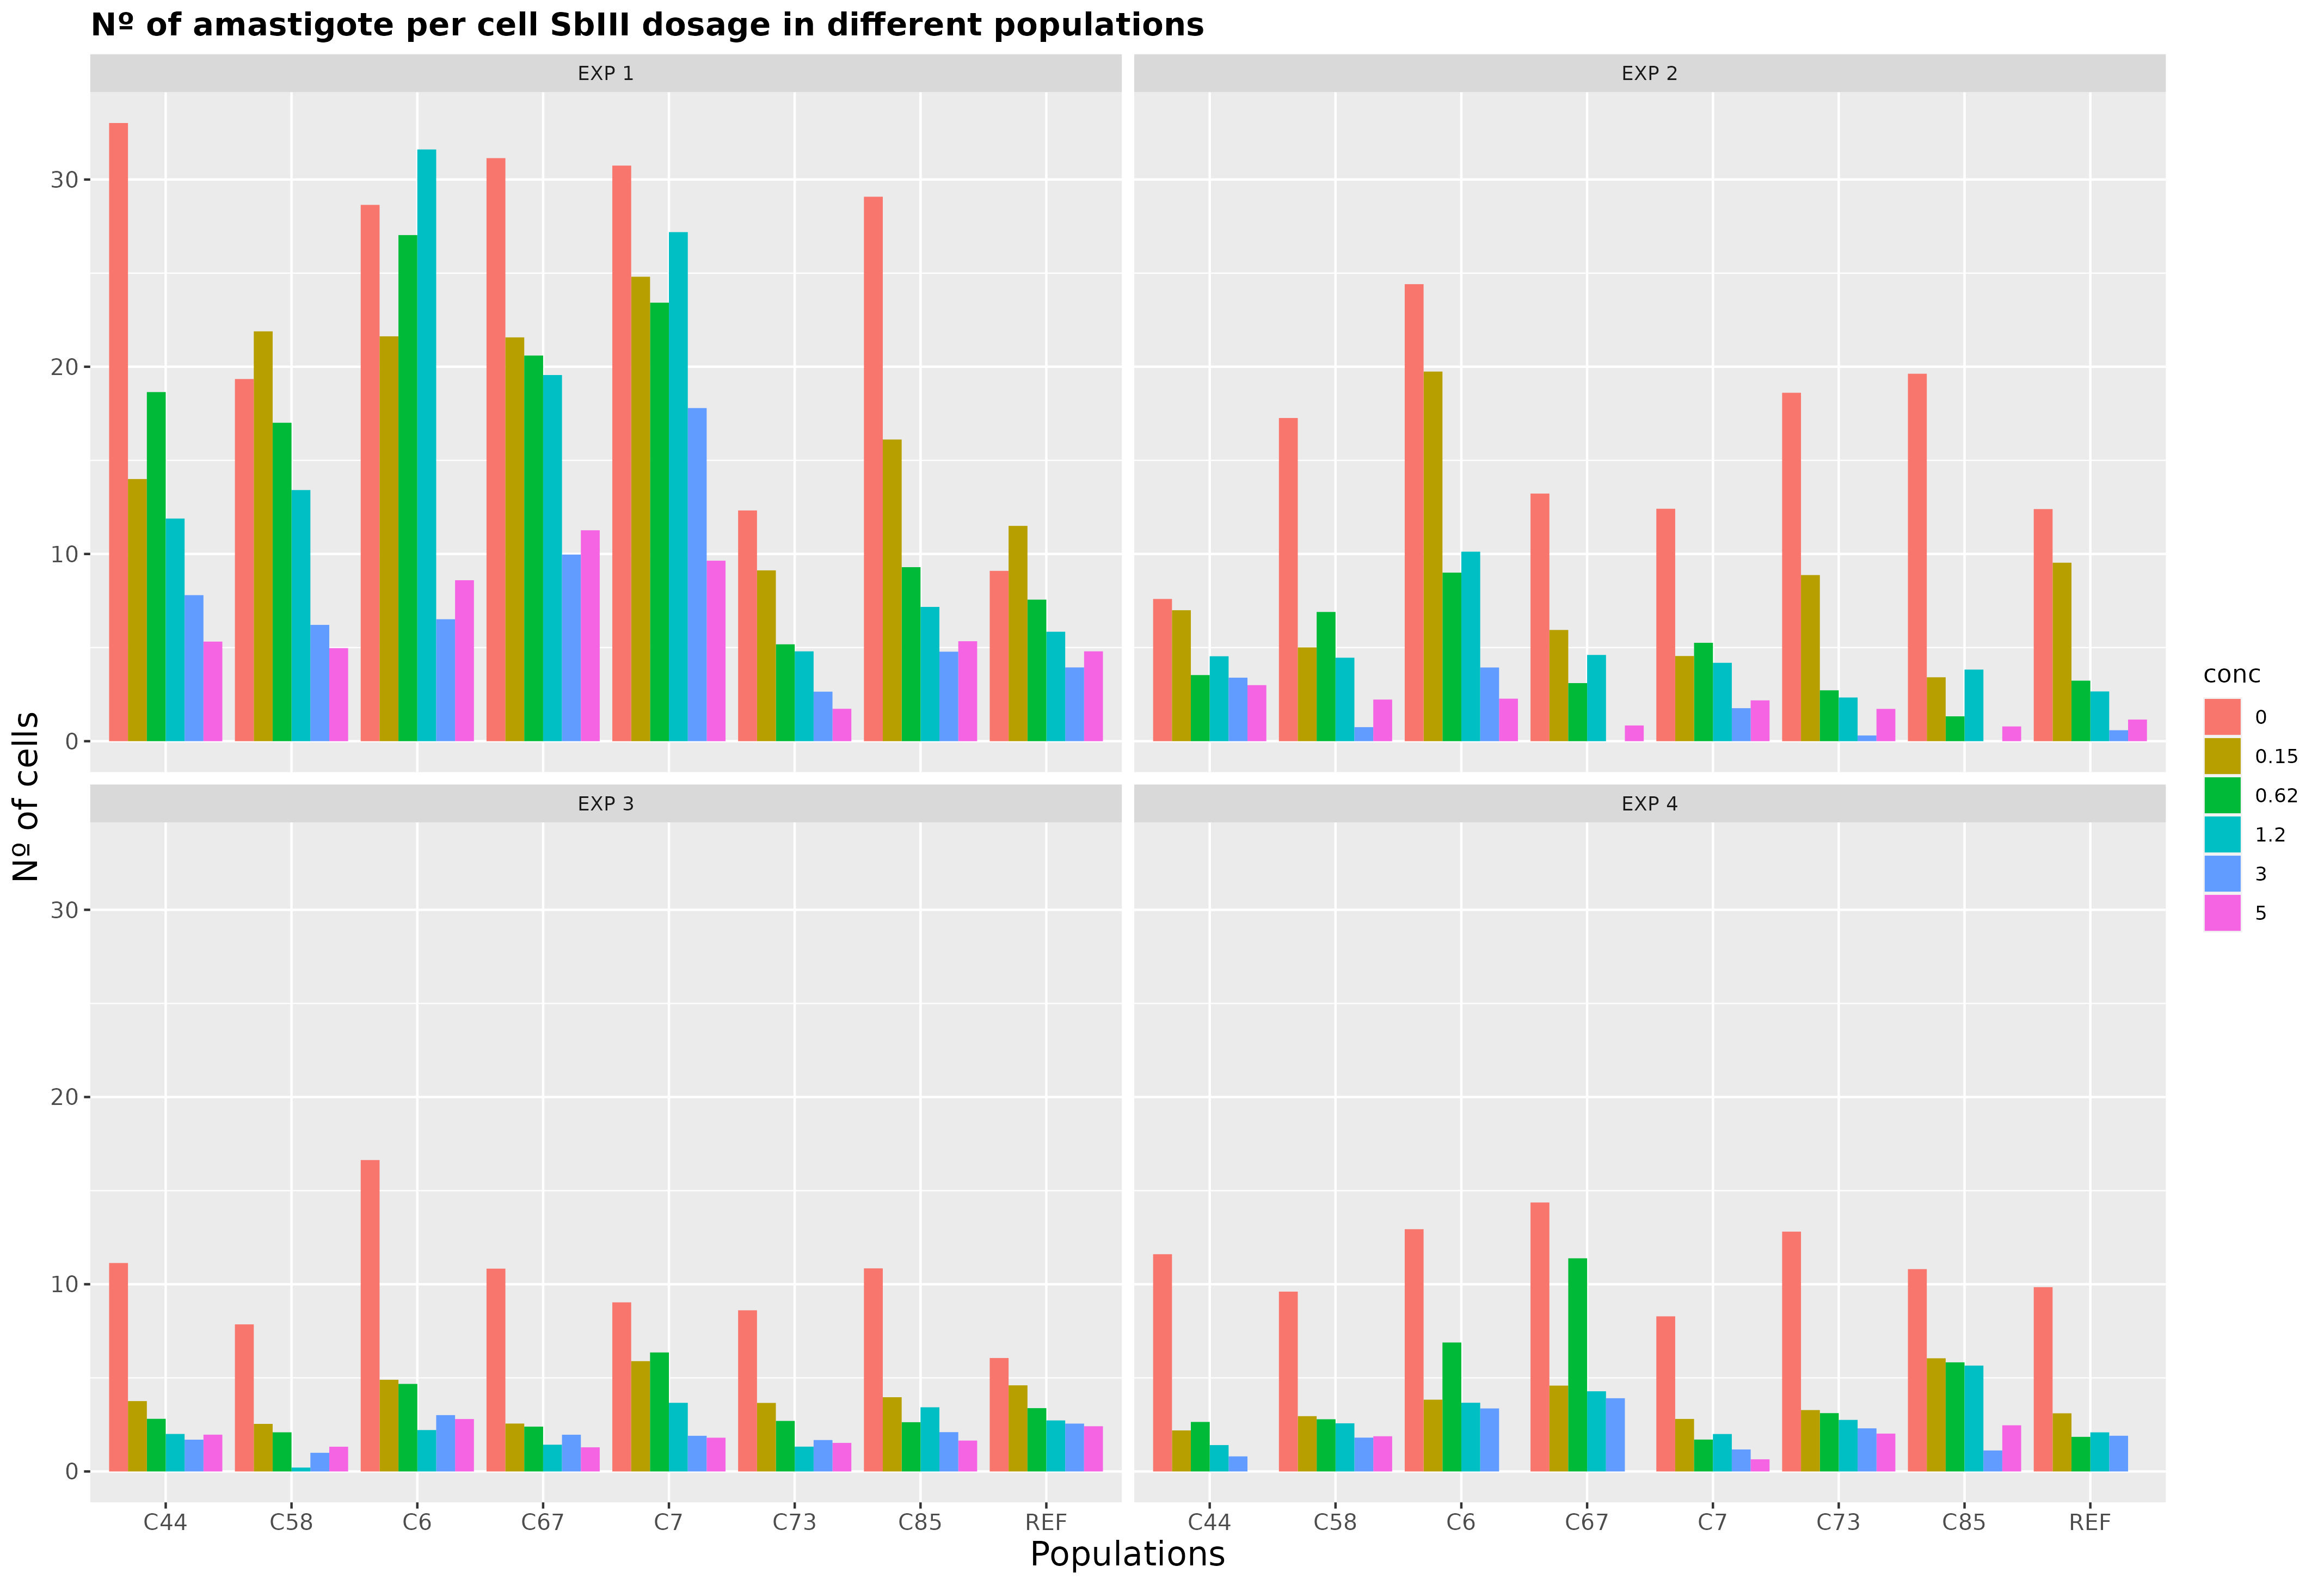 Nº of amastigote per cell SbIII dosage in different populations
EXP 1
EXP 2
30
20
10
0
EXP 3
EXP 4
30
20
10
0
Nº of cells
C44 C58 C6 C67 C7 C73 C85 REF
C44 C58 C6 C67 C7 C73 C85 REF
Populations
conc
0
0.15
0.62
1.2
3
5